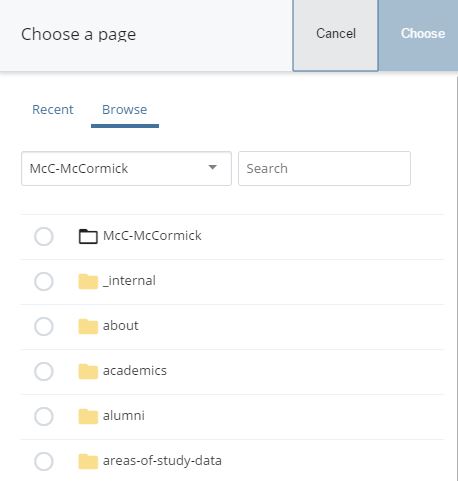 Choose a page
Cancel
Choose
Recent
Browse
McC-McCormick
Search
McC-McCormick
_internal
about
academics
alumni
areas-of-study-data